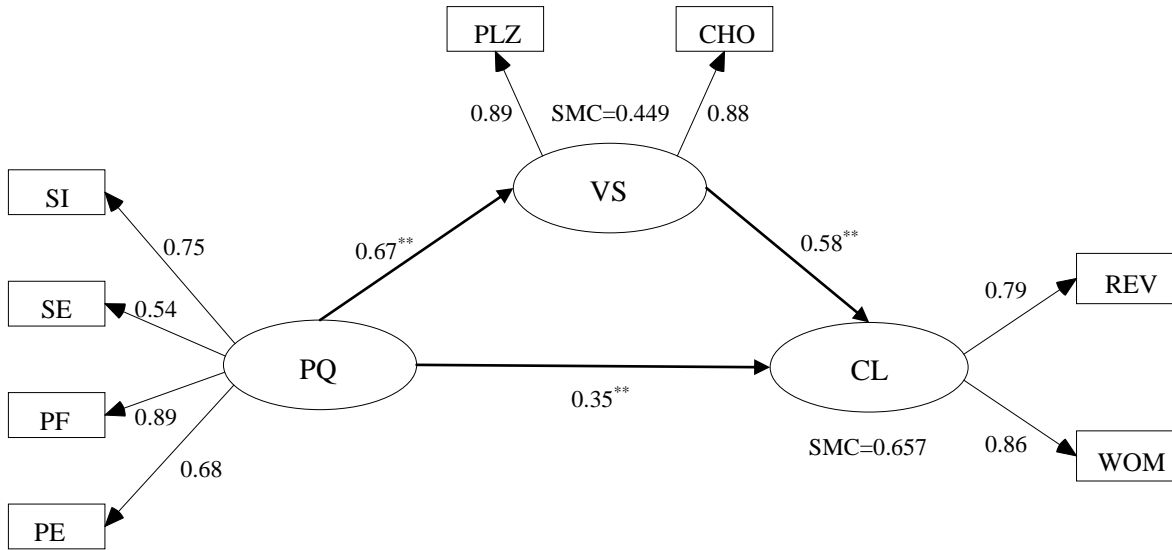 PLZ
CHO
0.89
SMC=0.449
0.88
SI
VS
0.75
0.67**
0.58**
SE
0.54
0.79
REV
PQ
CL
PF
0.89
0.35**
0.68
SMC=0.657
0.86
WOM
PE